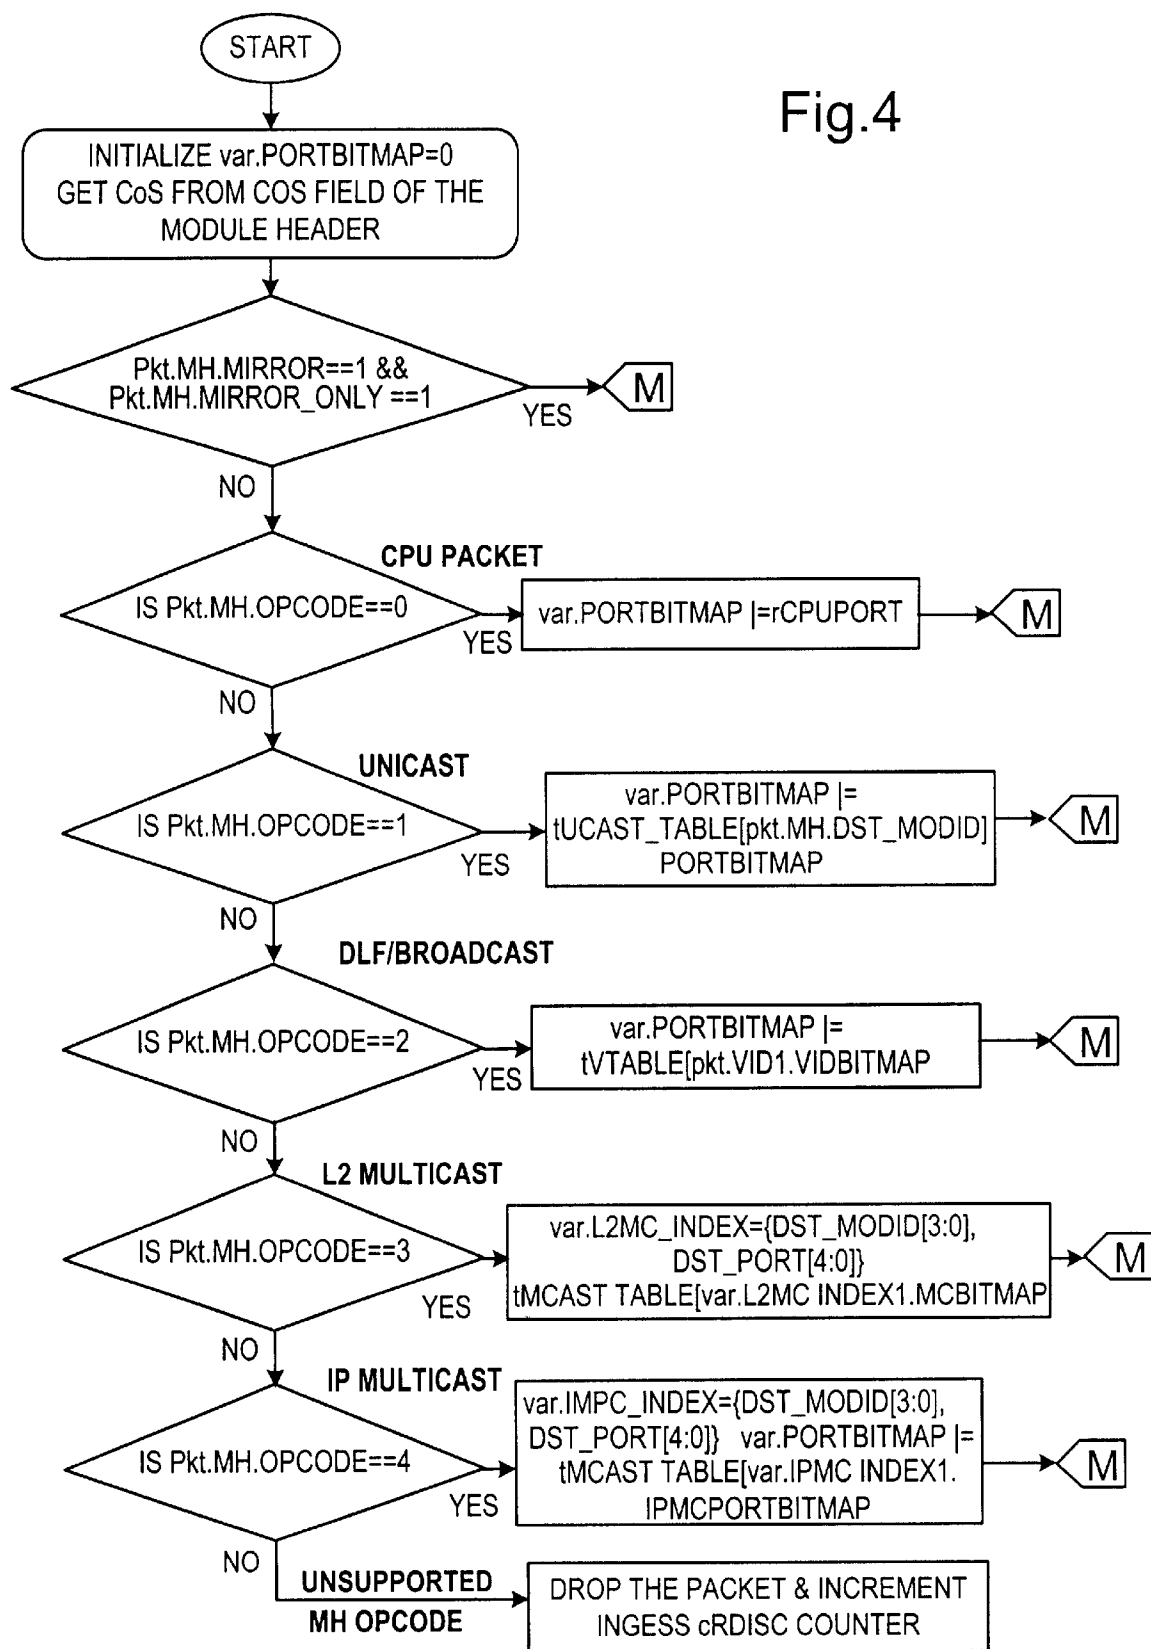 START
Fig.4
INITIALIZE var.PORTBITMAP=0
GET CoS FROM COS FIELD OF THE
MODULE HEADER
Pkt.MH.MIRROR==1 &&
Pkt.MH.MIRROR_ONLY ==1
YES
M
NO
CPU PACKET
IS Pkt.MH.OPCODE==0
YES
var.PORTBITMAP |=rCPUPORT
M
NO
UNICAST
IS Pkt.MH.OPCODE==1
YES
var.PORTBITMAP |=
tUCAST_TABLE[pkt.MH.DST_MODID]
PORTBITMAP
M
NO
DLF/BROADCAST
IS Pkt.MH.OPCODE==2
YES
var.PORTBITMAP |=
tVTABLE[pkt.VID1.VIDBITMAP
M
NO
L2 MULTICAST
IS Pkt.MH.OPCODE==3
YES
var.L2MC_INDEX={DST_MODID[3:0],
DST_PORT[4:0]}
tMCAST TABLE[var.L2MC INDEX1.MCBITMAP
M
NO
IP MULTICAST
IS Pkt.MH.OPCODE==4
YES
var.IMPC_INDEX={DST_MODID[3:0],
DST_PORT[4:0]} var.PORTBITMAP |=
tMCAST TABLE[var.IPMC INDEX1.
IPMCPORTBITMAP
M
NO
UNSUPPORTED
MH OPCODE
DROP THE PACKET & INCREMENT
INGESS cRDISC COUNTER